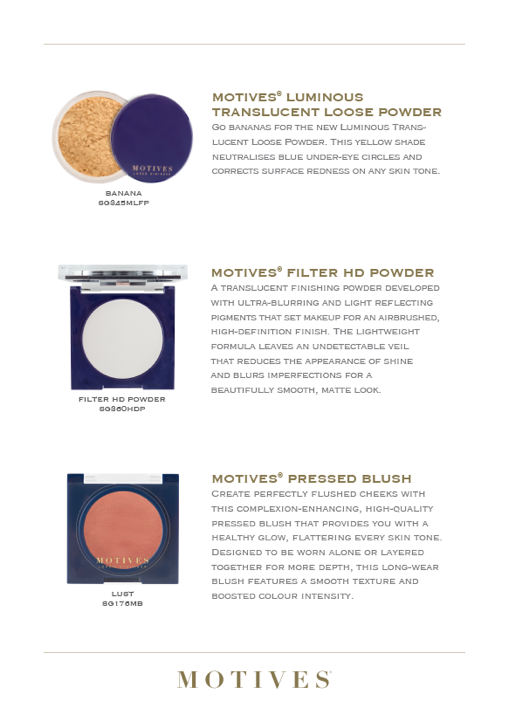 MOTIVES® LUMINOUS
TRANSLUCENT LOOSE POWDER
Go bananas for the new Luminous Trans-
lucent Loose Powder. This yellow shade
neutralises blue under-eye circles and
corrects surface redness on any skin tone.
MOTIVES
BANANA
SG345MLFP
MOTIVES® FILTER HD POWDER
A translucent finishing powder developed
with ultra-blurring and light reflecting
pigments that set makeup for an airbrushed,
high-definition finish. The lightweight
formula leaves an undetectable veil
that reduces the appearance of shine
and blurs imperfections for a
beautifully smooth, matte look.
FILTER HD POWDER
SG360HDP
MOTIVES® PRESSED BLUSH
Create perfectly flushed cheeks with
this complexion-enhancing, high-quality
pressed blush that provides you with a
healthy glow, flattering every skin tone.
Designed to be worn alone or layered
together for more depth, this long-wear
blush features a smooth texture and
boosted colour intensity.
MOTIVES
LUST
SG176MB
MOTIVES